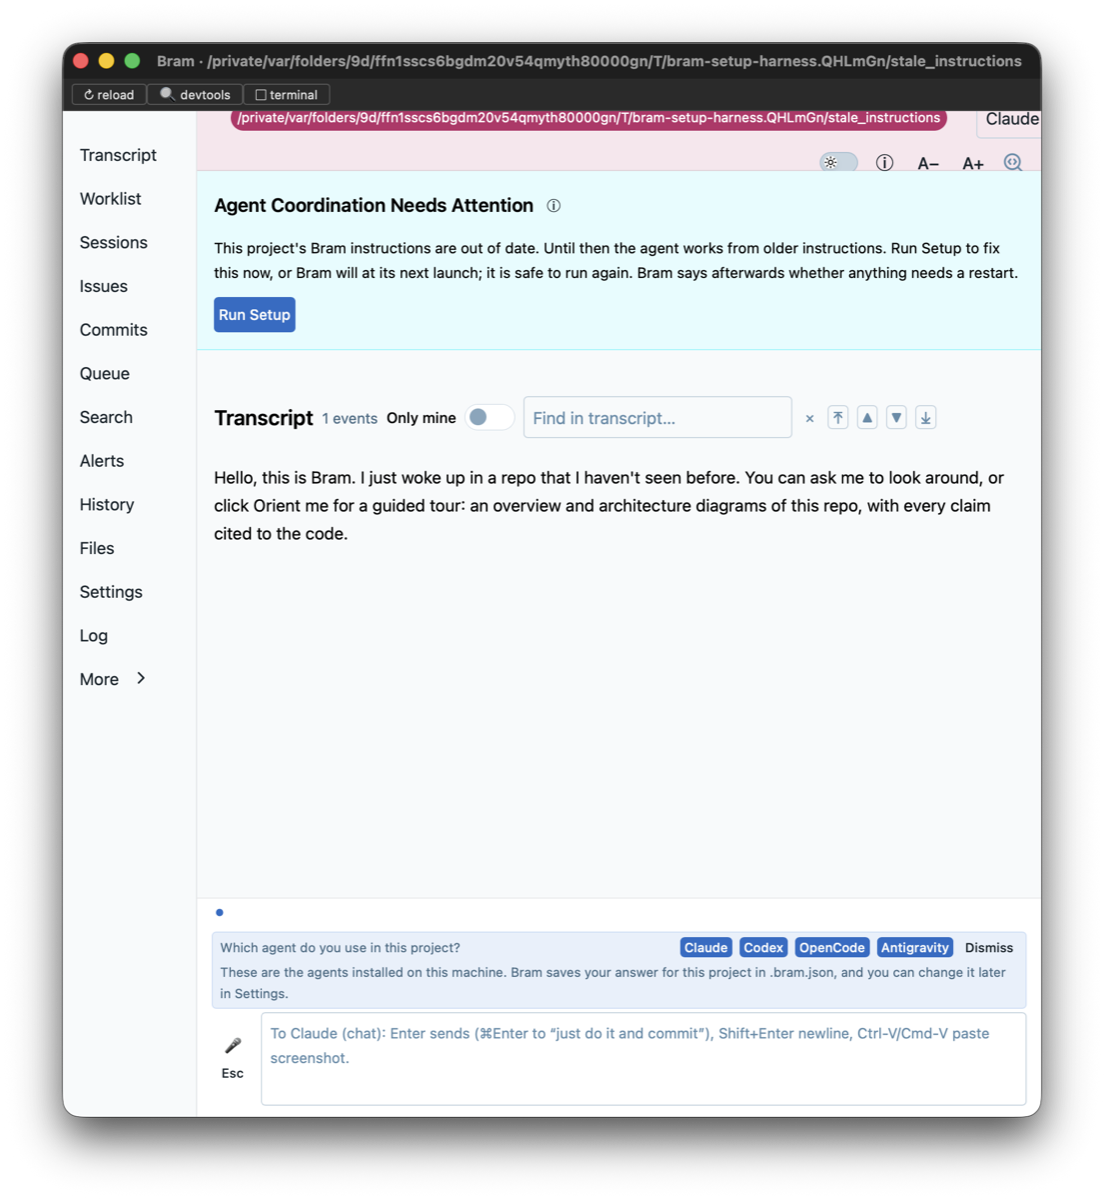 Bram · /private/var/folders/9d/ffn1sscs6bgdm20v54qmyth80000gn/T/bram-setup-harness.QHLmGn/stale_instructions
reload
devtools
terminal
/private/var/folders/9d/ffn1sscs6bgdm20v54qmyth80000gn/T/bram-setup-harness.QHLmGn/stale_instructions
Claude
A− A+
Transcript
Worklist
Sessions
Issues
Commits
Queue
Search
Alerts
History
Files
Settings
Log
More
Agent Coordination Needs Attention
This project's Bram instructions are out of date. Until then the agent works from older instructions. Run Setup to fix
this now, or Bram will at its next launch; it is safe to run again. Bram says afterwards whether anything needs a restart.
Run Setup
Transcript 1 events Only mine Find in transcript... ×
Hello, this is Bram. I just woke up in a repo that I haven't seen before. You can ask me to look around, or
click Orient me for a guided tour: an overview and architecture diagrams of this repo, with every claim
cited to the code.
Which agent do you use in this project? Claude Codex OpenCode Antigravity Dismiss
These are the agents installed on this machine. Bram saves your answer for this project in .bram.json, and you can change it later
in Settings.
To Claude (chat): Enter sends (⌘Enter to “just do it and commit”), Shift+Enter newline, Ctrl-V/Cmd-V paste
screenshot.
Esc